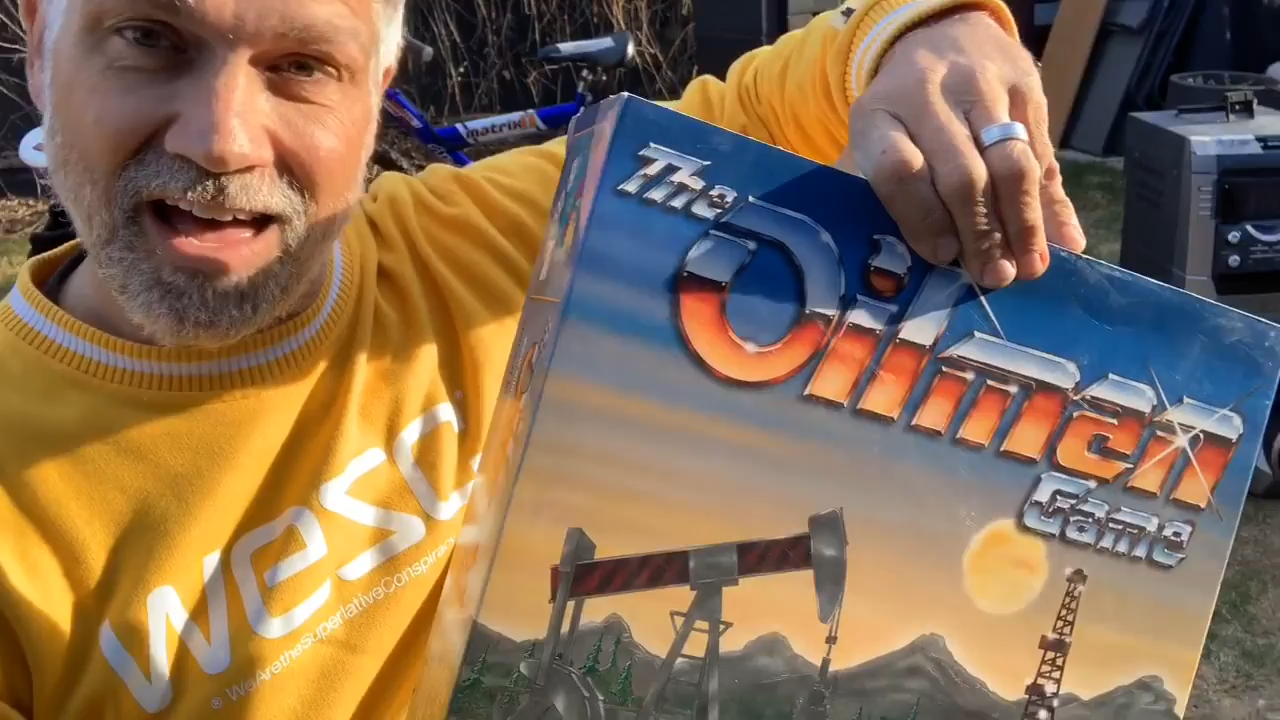 matrix
The
Oilman
Game
wesc
® WeAretheSuperlativeConspiracy